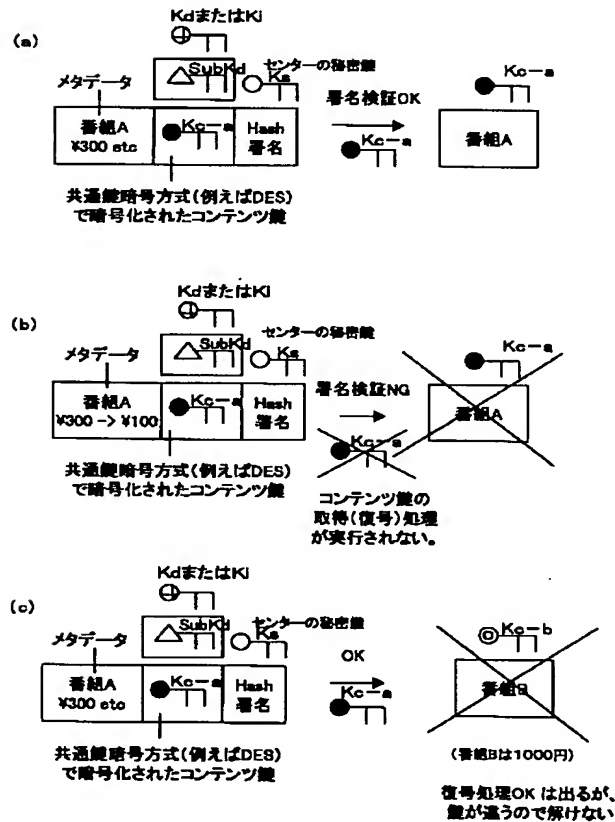 (a)
KdまたはKi
SubKd
センターの秘密鍵
Ks
メタデータ
番組A
¥300 etc
Kc-a
Hash
署名
署名検証OK
Kc-a
Kc-a
番組A
共通鍵暗号方式(例えばDES)
で暗号化されたコンテンツ鍵
(b)
KdまたはKi
SubKd
センターの秘密鍵
Ks
メタデータ
番組A
¥300 -> ¥100
Kc-a
Hash
署名
署名検証NG
Kc-a
Kc-a
番組A
共通鍵暗号方式(例えばDES)
で暗号化されたコンテンツ鍵
コンテンツ鍵の
取得(復号)処理
が実行されない。
(c)
KdまたはKi
SubKd
センターの秘密鍵
Ks
メタデータ
番組A
¥300 etc
Kc-a
Hash
署名
OK
Kc-a
Kc-b
番組B
(番組Bは1000円)
共通鍵暗号方式(例えばDES)
で暗号化されたコンテンツ鍵
復号処理OK は出るが、
鍵が違うので解けない